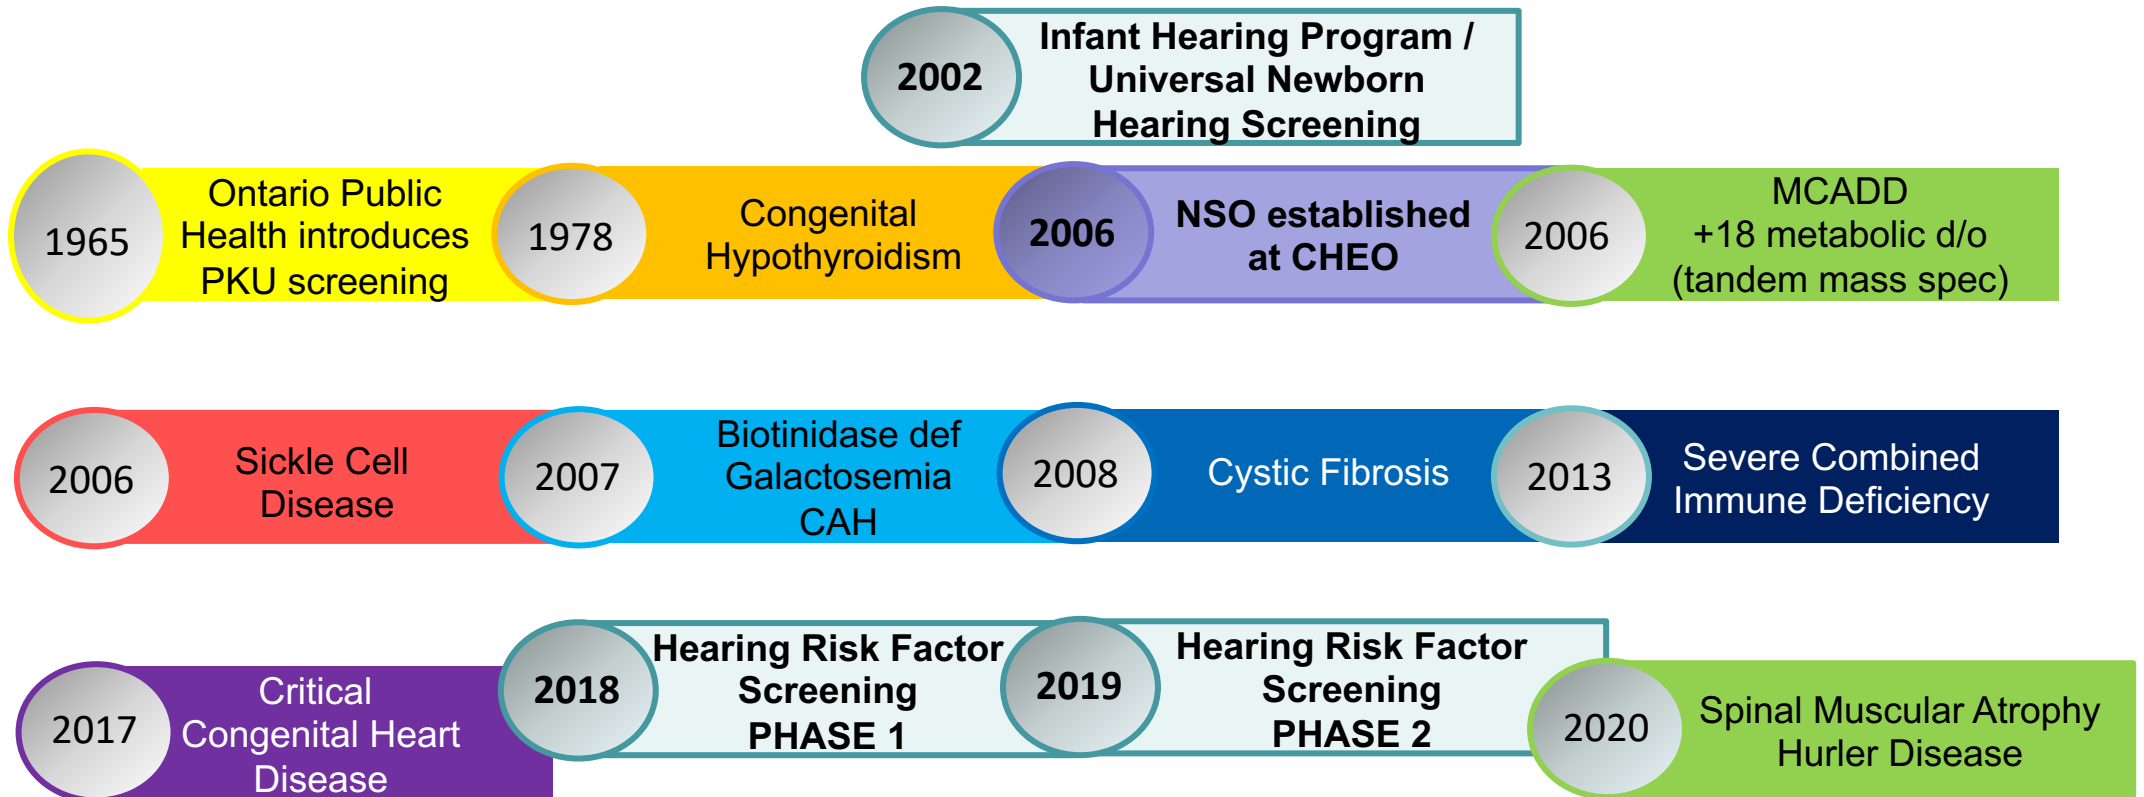 2002
Infant Hearing Program /
Universal Newborn
Hearing Screening
1965
Ontario Public
Health introduces
PKU screening
1978
Congenital
Hypothyroidism
2006
NSO established
at CHEO
2006
MCADD
+18 metabolic d/o
(tandem mass spec)
2006
Sickle Cell
Disease
2007
Biotinidase def
Galactosemia
CAH
2008
Cystic Fibrosis
2013
Severe Combined
Immune Deficiency
2017
Critical
Congenital Heart
Disease
2018
Hearing Risk Factor
Screening
PHASE 1
2019
Hearing Risk Factor
Screening
PHASE 2
2020
Spinal Muscular Atrophy
Hurler Disease